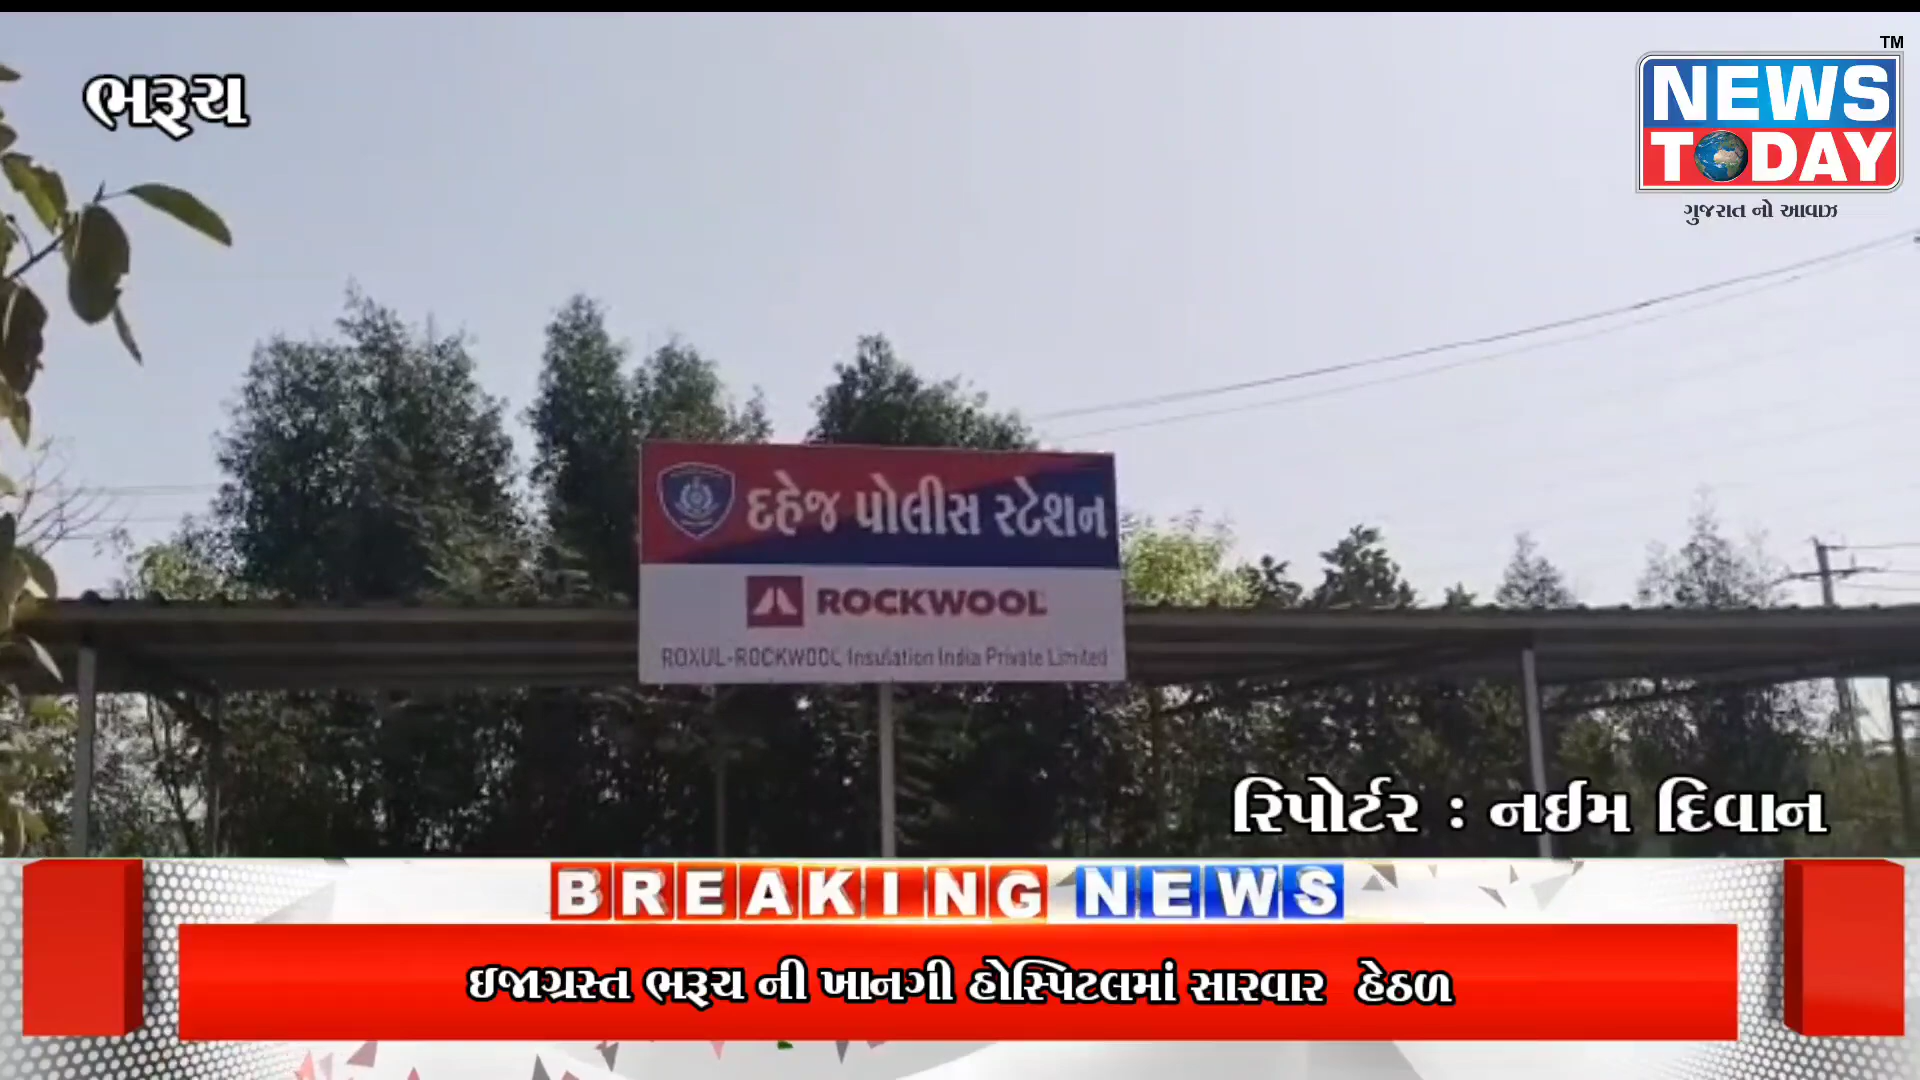 ભરૂચ
TM
NEWS
TODAY
ગુજરાત નો આવાઝ
દહેજ પોલીસ સ્ટેશન
ROCKWOOL
ROXUL-ROCKWOOL Insulation India Private Limited
રિપોર્ટર : નઈમ દિવાન
BREAKING NEWS
ઇજાગ્રસ્ત ભરૂચ ની ખાનગી હોસ્પિટલમાં સારવાર હેઠળ